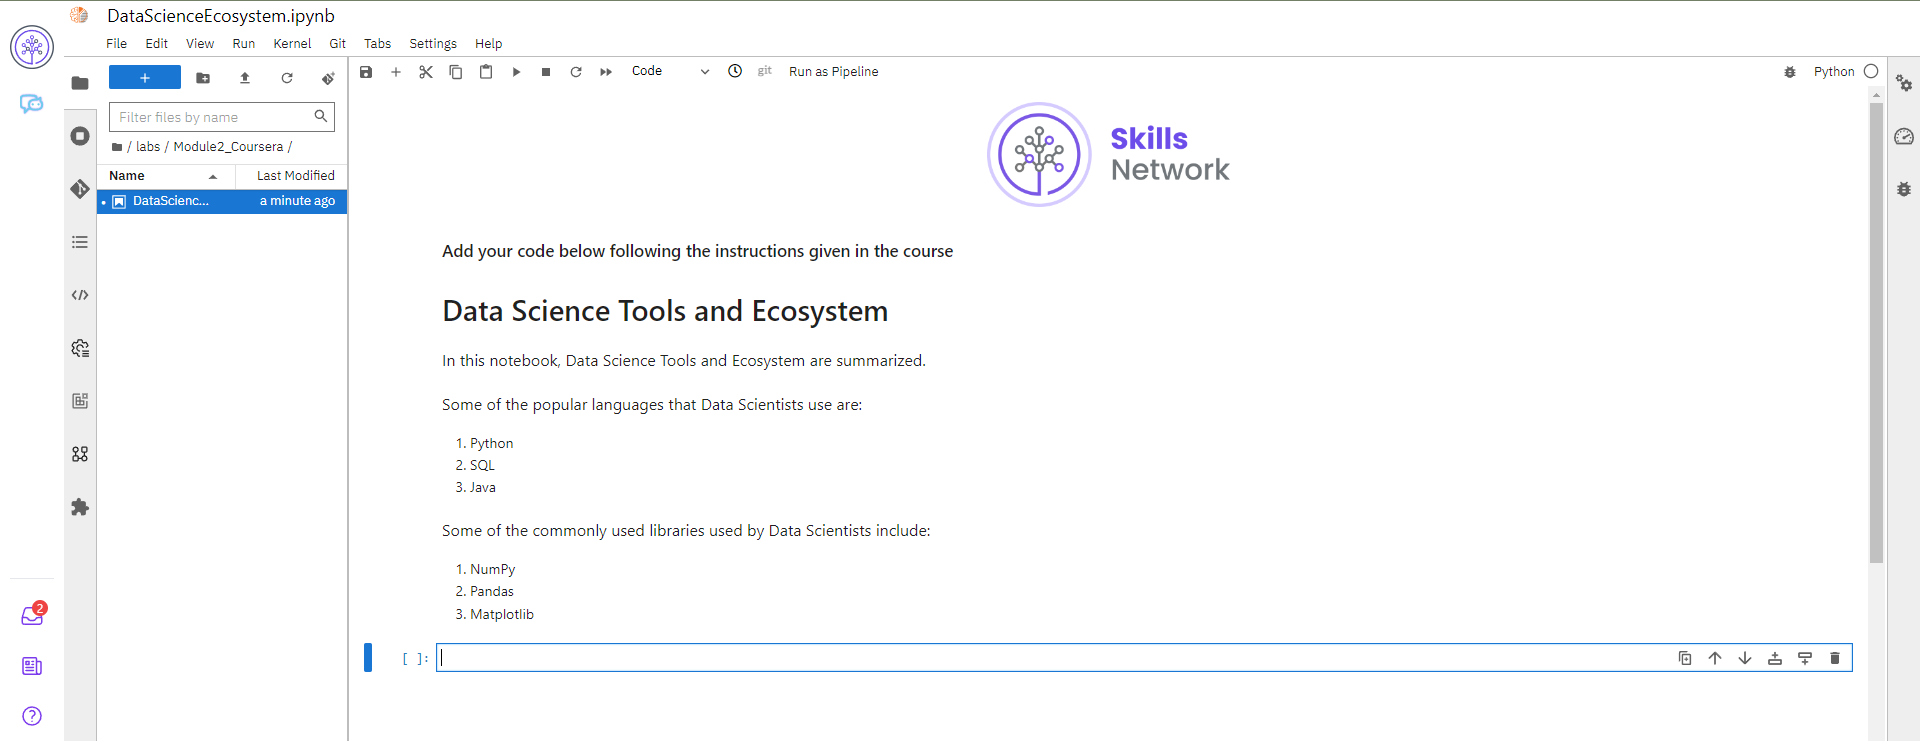 DataScienceEcosystem.ipynb
File Edit View Run Kernel Git Tabs Settings Help
+
Code
git
Run as Pipeline
Python
Filter files by name
/ labs / Module2_Coursera /
Name Last Modified
DataScienc... a minute ago
Skills
Network
Add your code below following the instructions given in the course
Data Science Tools and Ecosystem
In this notebook, Data Science Tools and Ecosystem are summarized.
Some of the popular languages that Data Scientists use are:
1. Python
2. SQL
3. Java
Some of the commonly used libraries used by Data Scientists include:
1. NumPy
2. Pandas
3. Matplotlib
[ ]:
2